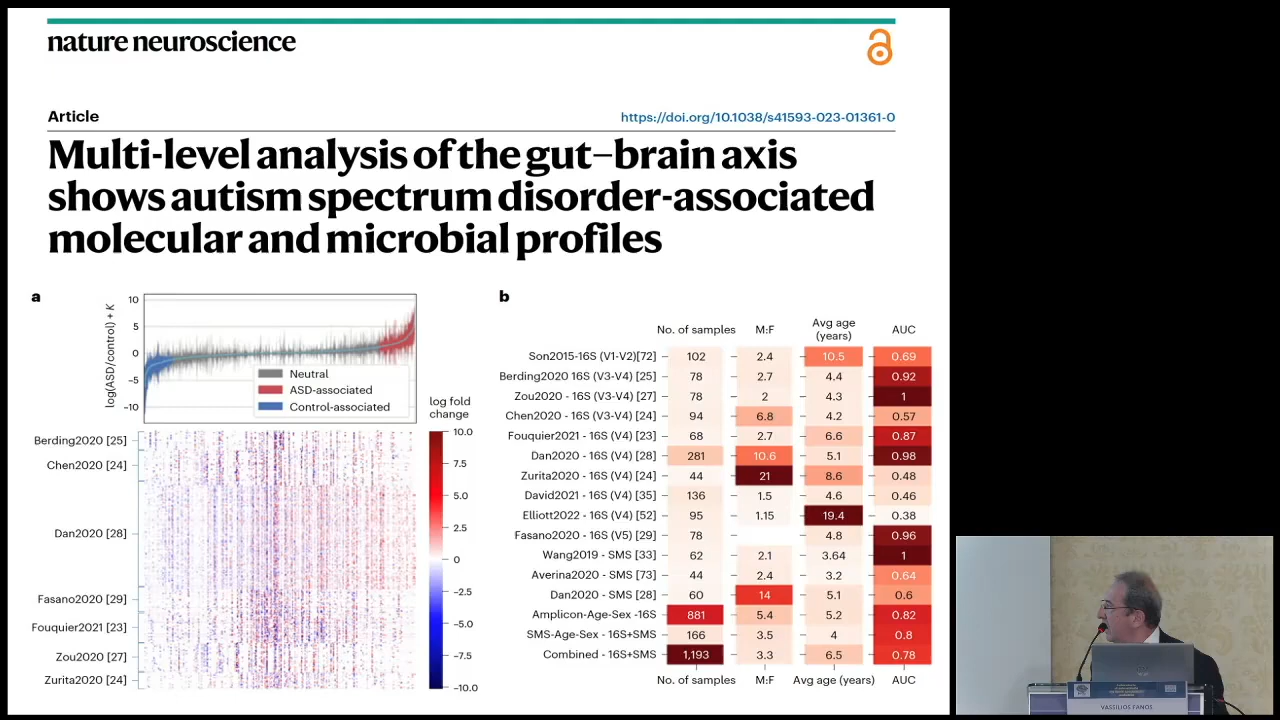 nature neuroscience
Article
https://doi.org/10.1038/s41593-023-01361-0
Multi-level analysis of the gut–brain axis
shows autism spectrum disorder-associated
molecular and microbial profiles
a
log(ASD/control) + K
10
5
0
−5
−10
Neutral
ASD-associated
Control-associated
log fold
change
10.0
7.5
5.0
2.5
0
−2.5
−5.0
−7.5
−10.0
Berding2020 [25]
Chen2020 [24]
Dan2020 [28]
Fasano2020 [29]
Fouquier2021 [23]
Zou2020 [27]
Zurita2020 [24]
b
No. of samples M:F Avg age (years) AUC
Son2015-16S (V1-V2)[72] 102 2.4 10.5 0.69
Berding2020 16S (V3-V4) [25] 78 2.7 4.4 0.92
Zou2020 - 16S (V3-V4) [27] 78 2 4.3 1
Chen2020 - 16S (V3-V4) [24] 94 6.8 4.2 0.57
Fouquier2021 - 16S (V4) [23] 68 2.7 6.6 0.87
Dan2020 - 16S (V4) [28] 281 10.6 5.1 0.98
Zurita2020 - 16S (V4) [24] 44 21 8.6 0.48
David2021 - 16S (V4) [35] 136 1.5 4.6 0.46
Elliott2022 - 16S (V4) [52] 95 1.15 19.4 0.38
Fasano2020 - 16S (V5) [29] 78 4.8 0.96
Wang2019 - SMS [33] 62 2.1 3.64 1
Averina2020 - SMS [73] 44 2.4 3.2 0.64
Dan2020 - SMS [28] 60 14 5.1 0.6
Amplicon-Age-Sex -16S 881 5.4 5.2 0.82
SMS-Age-Sex - 16S+SMS 166 3.5 4 0.8
Combined - 16S+SMS 1,193 3.3 6.5 0.78
No. of samples M:F Avg age (years) AUC
VASSILIOS FANOS